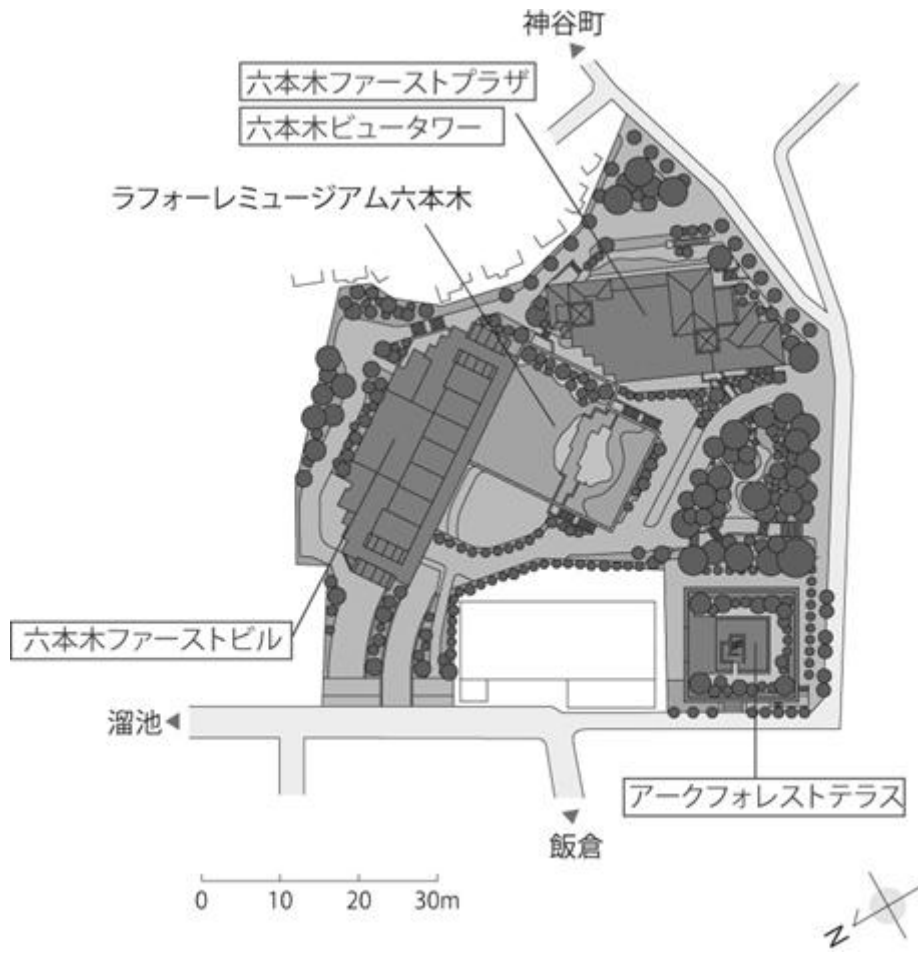 神谷町
六本木ファーストプラザ
六本木ビュータワー
ラフォーレミュージアム六本木
六本木ファーストビル
溜池
アークフォレストテラス
飯倉
0 10 20 30m
N